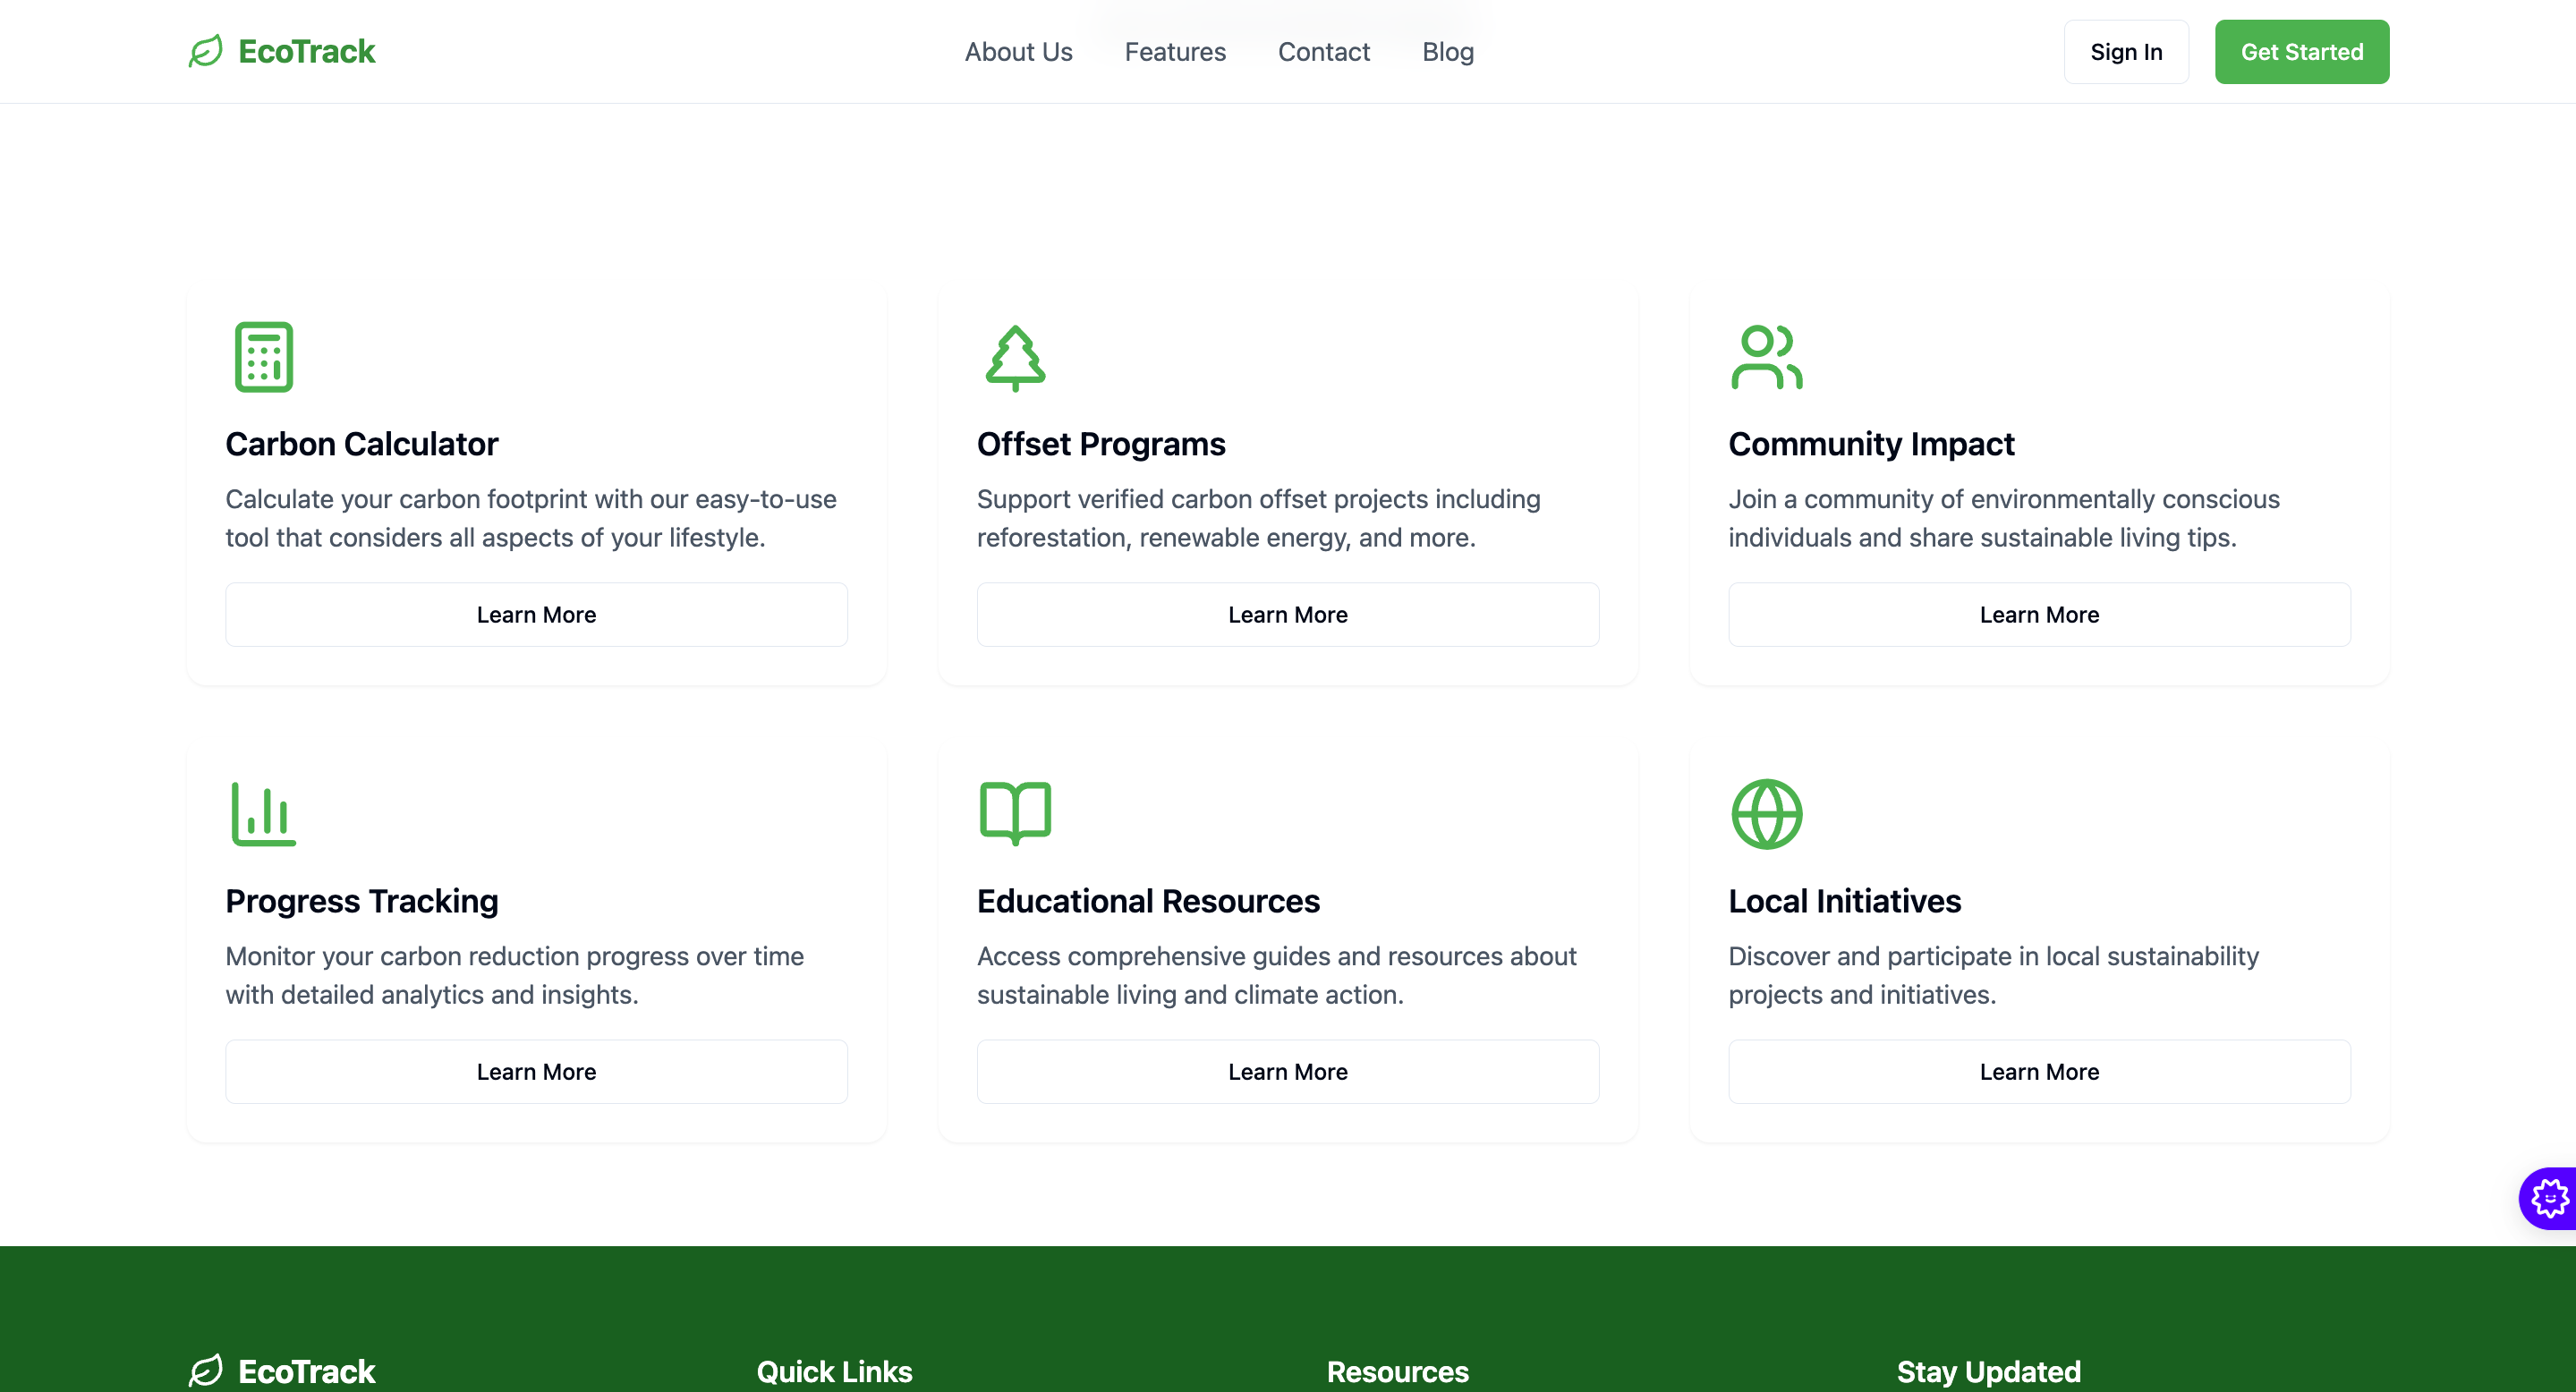 EcoTrack
About Us
Features
Contact
Blog
Sign In
Get Started
Carbon Calculator
Calculate your carbon footprint with our easy-to-use
tool that considers all aspects of your lifestyle.
Learn More
Offset Programs
Support verified carbon offset projects including
reforestation, renewable energy, and more.
Learn More
Community Impact
Join a community of environmentally conscious
individuals and share sustainable living tips.
Learn More
Progress Tracking
Monitor your carbon reduction progress over time
with detailed analytics and insights.
Learn More
Educational Resources
Access comprehensive guides and resources about
sustainable living and climate action.
Learn More
Local Initiatives
Discover and participate in local sustainability
projects and initiatives.
Learn More
EcoTrack
Quick Links
Resources
Stay Updated